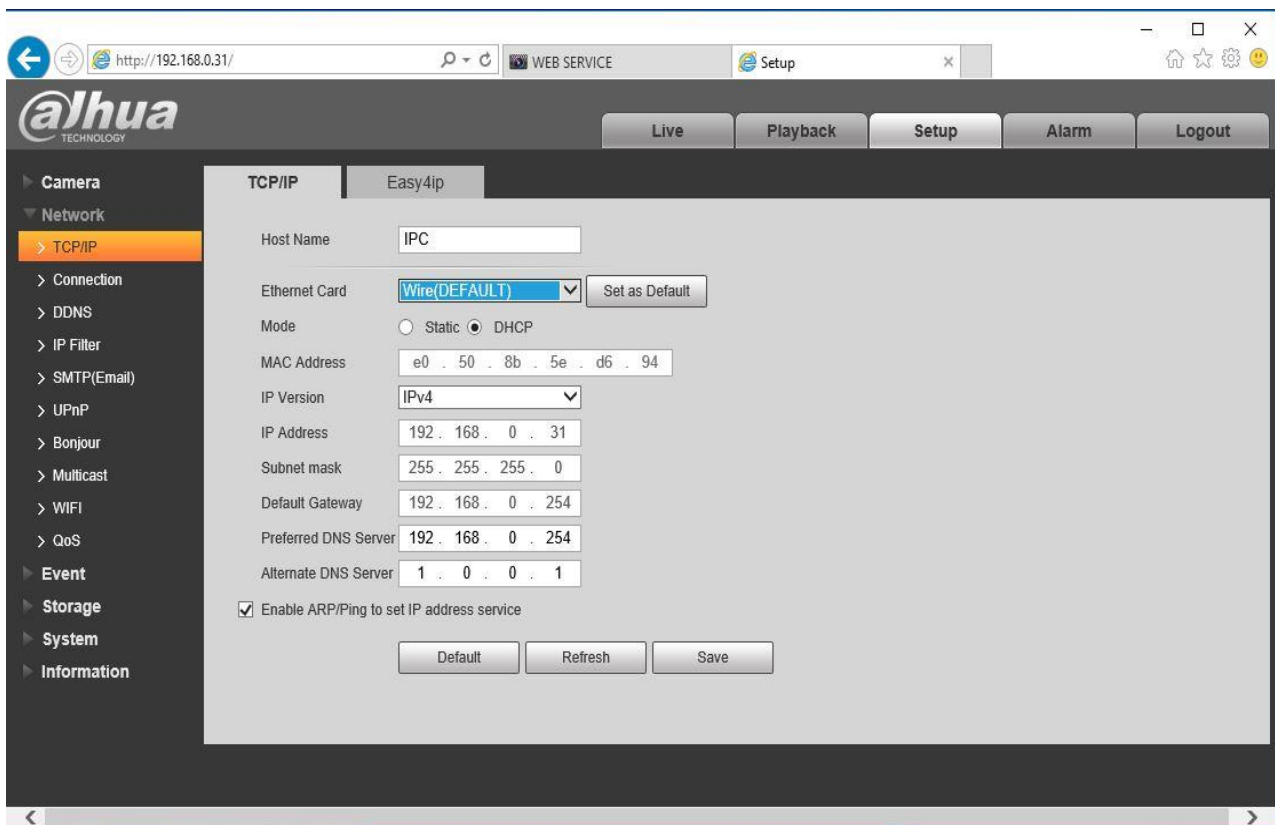 http://192.168.0.31/ WEB SERVICE Setup
alhua
TECHNOLOGY
Live Playback Setup Alarm Logout
Camera
Network
TCP/IP
Connection
DDNS
IP Filter
SMTP(Email)
UPnP
Bonjour
Multicast
WIFI
QoS
Event
Storage
System
Information
TCP/IP Easy4ip
Host Name IPC
Ethernet Card Wire(DEFAULT) Set as Default
Mode Static DHCP
MAC Address e0 . 50 . 8b . 5e . d6 . 94
IP Version IPv4
IP Address 192 . 168 . 0 . 31
Subnet mask 255 . 255 . 255 . 0
Default Gateway 192 . 168 . 0 . 254
Preferred DNS Server 192 . 168 . 0 . 254
Alternate DNS Server 1 . 0 . 0 . 1
Enable ARP/Ping to set IP address service
Default Refresh Save